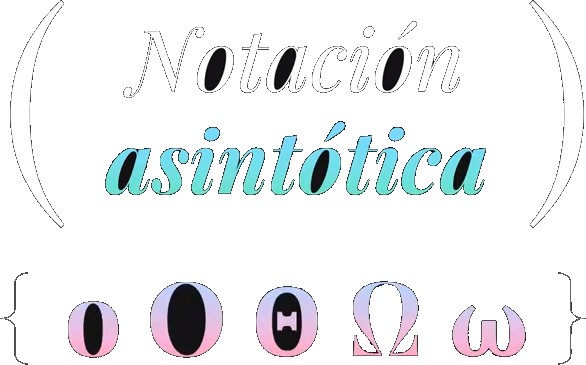 ( Notación
asintótica )
{ o O Θ Ω ω }